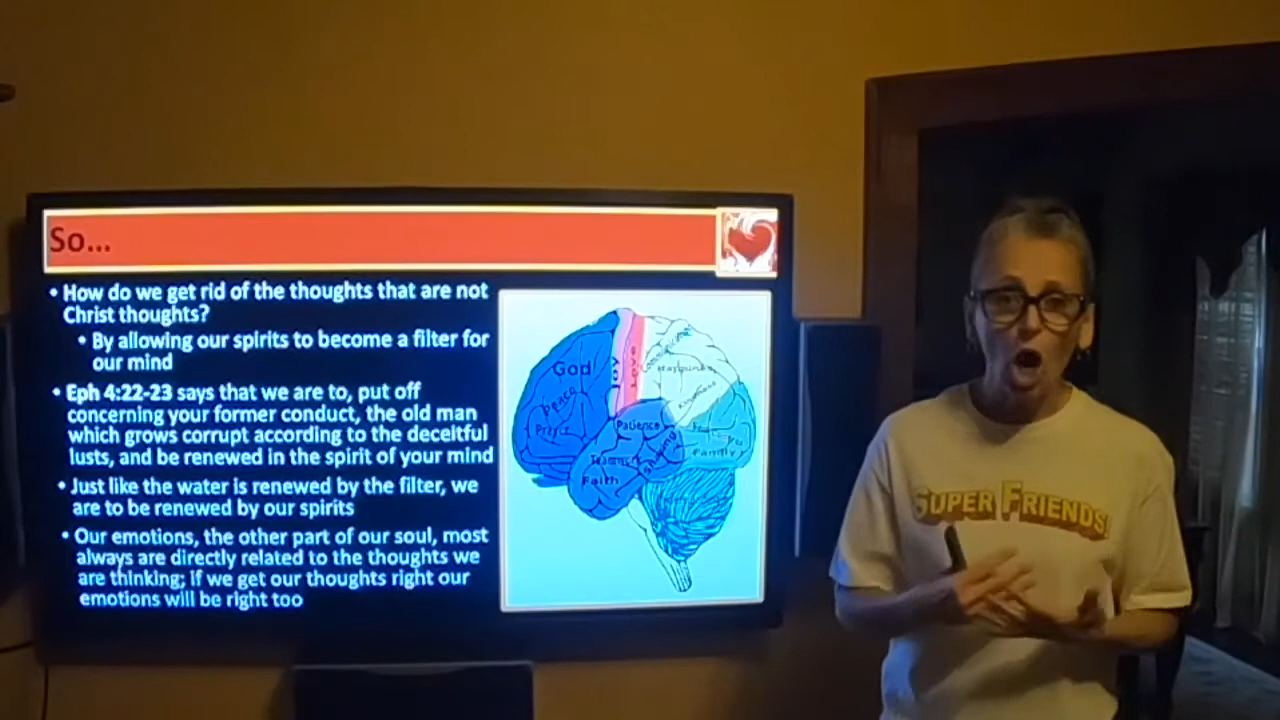 So...
• How do we get rid of the thoughts that are not
Christ thoughts?
• By allowing our spirits to become a filter for
our mind
• Eph 4:22-23 says that we are to, put off
concerning your former conduct, the old man
which grows corrupt according to the deceitful
lusts, and be renewed in the spirit of your mind
• Just like the water is renewed by the filter, we
are to be renewed by our spirits
• Our emotions, the other part of our soul, most
always are directly related to the thoughts we
are thinking; if we get our thoughts right our
emotions will be right too
God
Joy
Love
Peace
Patience
Teamwork
Sharing
Family
Faith
SUPER FRIENDS!